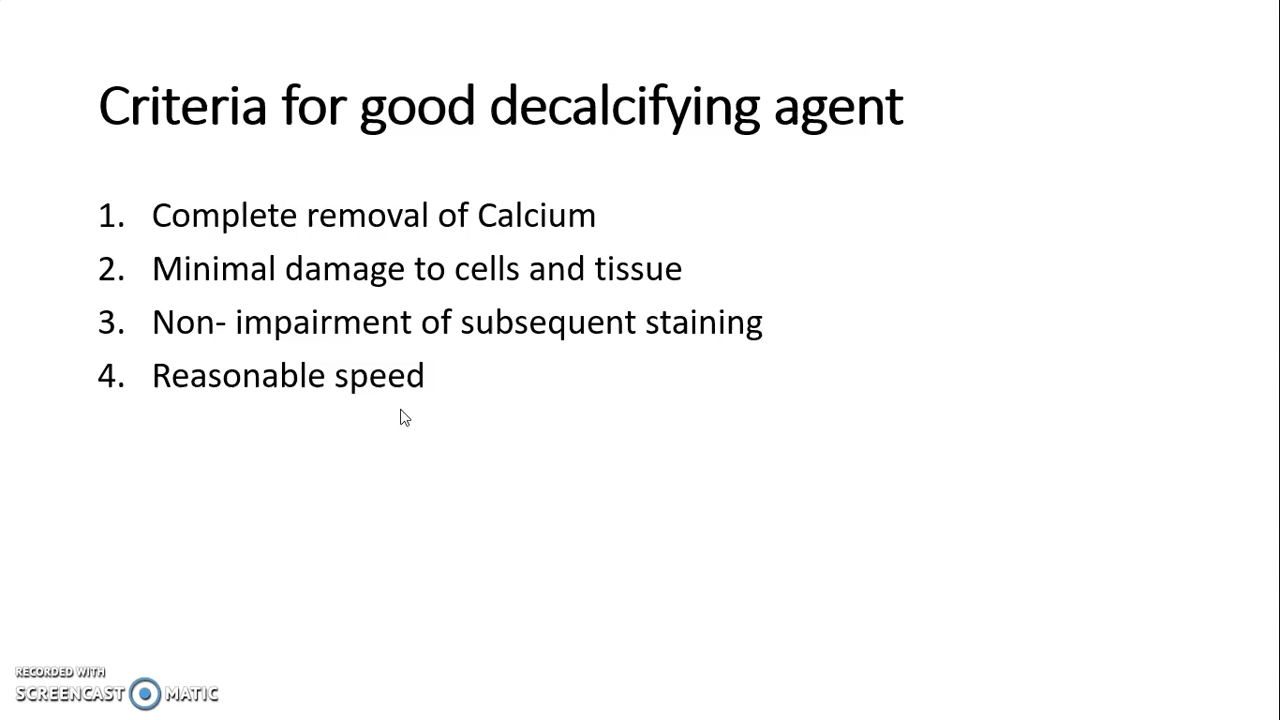 Criteria for good decalcifying agent
1. Complete removal of Calcium
2. Minimal damage to cells and tissue
3. Non- impairment of subsequent staining
4. Reasonable speed
RECORDED WITH
SCREENCAST MATIC